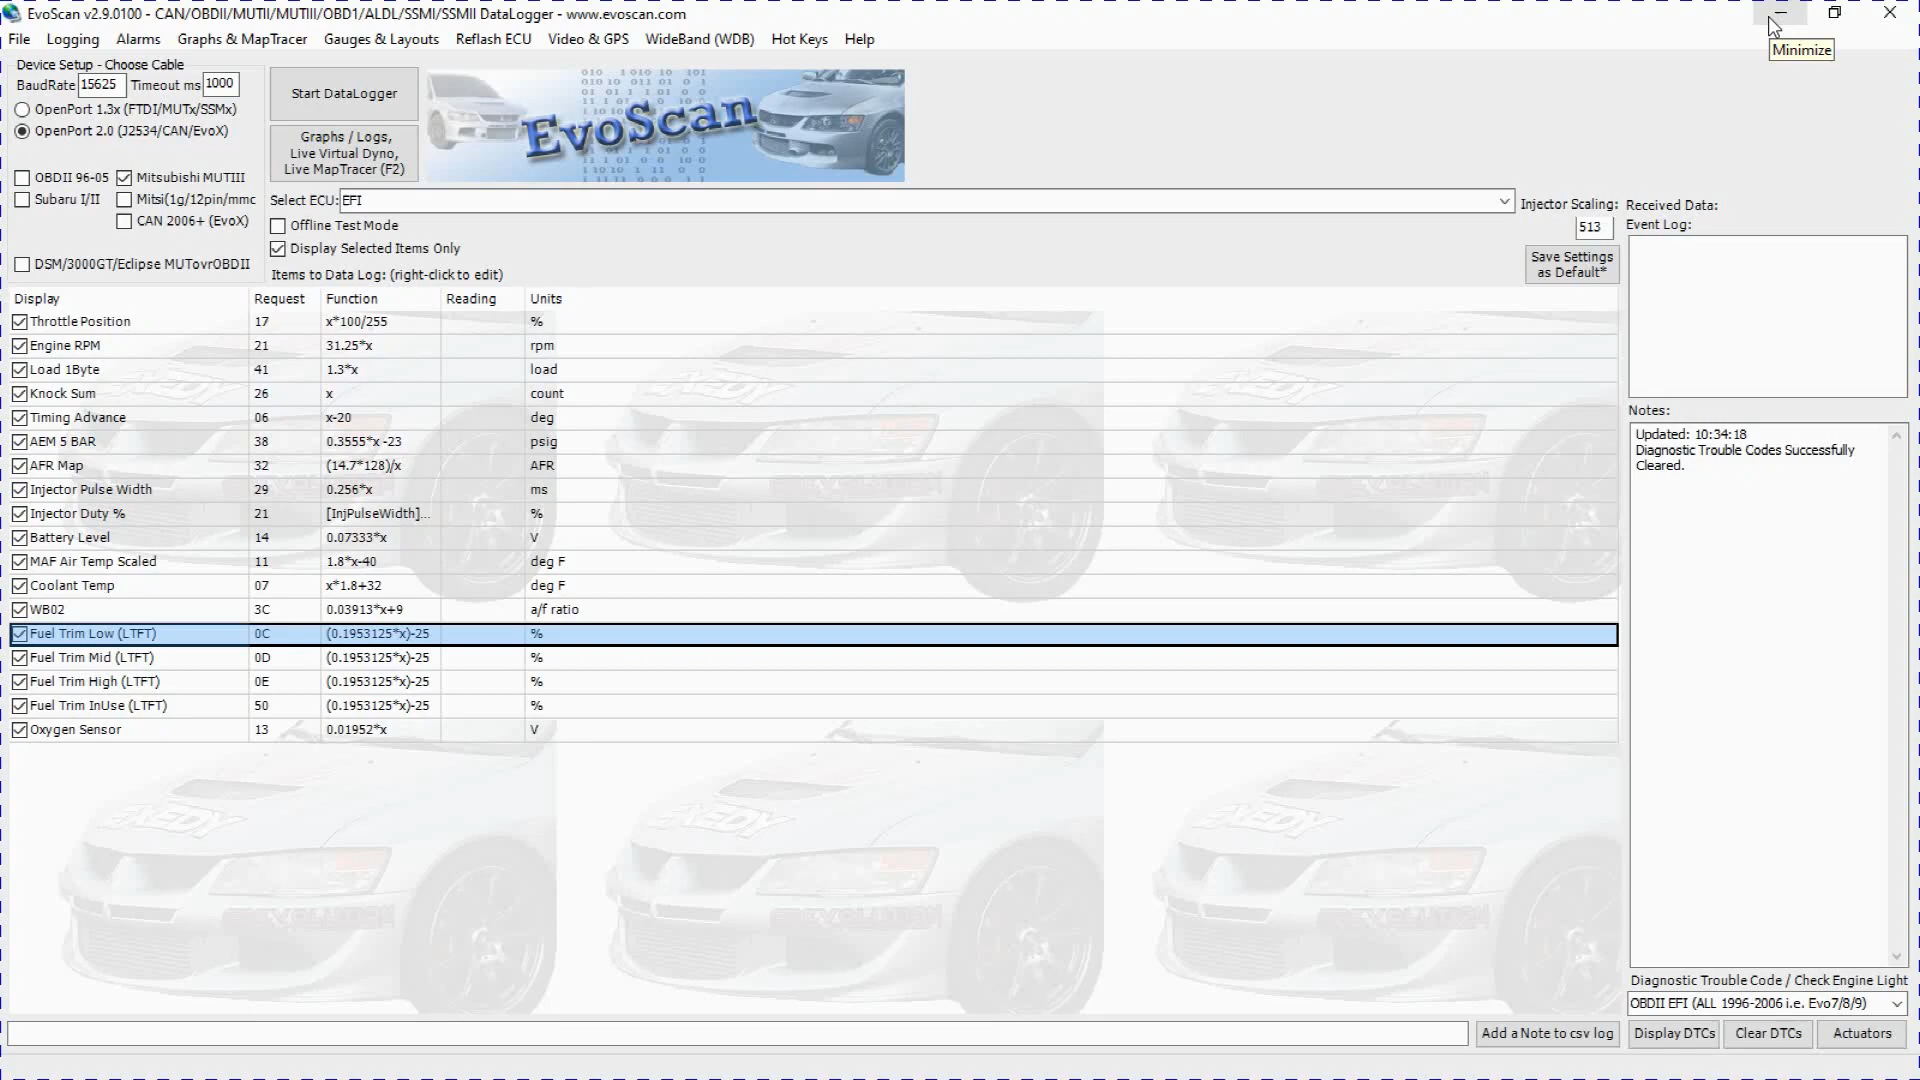 EvoScan v2.9.0100 - CAN/OBDII/MUTII/MUTIII/OBD1/ALDL/SSMI/SSMII DataLogger - www.evoscan.com
File Logging Alarms Graphs & MapTracer Gauges & Layouts Reflash ECU Video & GPS WideBand (WDB) Hot Keys Help
Minimize
Device Setup - Choose Cable
BaudRate 15625 Timeout ms 1000
OpenPort 1.3x (FTDI/MUTx/SSMx)
OpenPort 2.0 (J2534/CAN/EvoX)
OBDII 96-05 Mitsubishi MUTIII
Subaru I/II Mitsi(1g/12pin/mmc
CAN 2006+ (EvoX)
DSM/3000GT/Eclipse MUTovrOBDII
Start DataLogger
Graphs / Logs,
Live Virtual Dyno,
Live MapTracer (F2)
EvoScan
Select ECU: EFI
Offline Test Mode
Display Selected Items Only
Items to Data Log: (right-click to edit)
Injector Scaling:
513
Save Settings
as Default*
Received Data:
Event Log:
Display Request Function Reading Units
Throttle Position 17 x*100/255 %
Engine RPM 21 31.25*x rpm
Load 1Byte 41 1.3*x load
Knock Sum 26 x count
Timing Advance 06 x-20 deg
AEM 5 BAR 38 0.3555*x -23 psig
AFR Map 32 (14.7*128)/x AFR
Injector Pulse Width 29 0.256*x ms
Injector Duty % 21 [InjPulseWidth]... %
Battery Level 14 0.07333*x V
MAF Air Temp Scaled 11 1.8*x-40 deg F
Coolant Temp 07 x*1.8+32 deg F
WB02 3C 0.03913*x+9 a/f ratio
Fuel Trim Low (LTFT) 0C (0.1953125*x)-25 %
Fuel Trim Mid (LTFT) 0D (0.1953125*x)-25 %
Fuel Trim High (LTFT) 0E (0.1953125*x)-25 %
Fuel Trim InUse (LTFT) 50 (0.1953125*x)-25 %
Oxygen Sensor 13 0.01952*x V
Notes:
Updated: 10:34:18
Diagnostic Trouble Codes Successfully
Cleared.
Diagnostic Trouble Code / Check Engine Light
OBDII EFI (ALL 1996-2006 i.e. Evo7/8/9)
Add a Note to csv log Display DTCs Clear DTCs Actuators